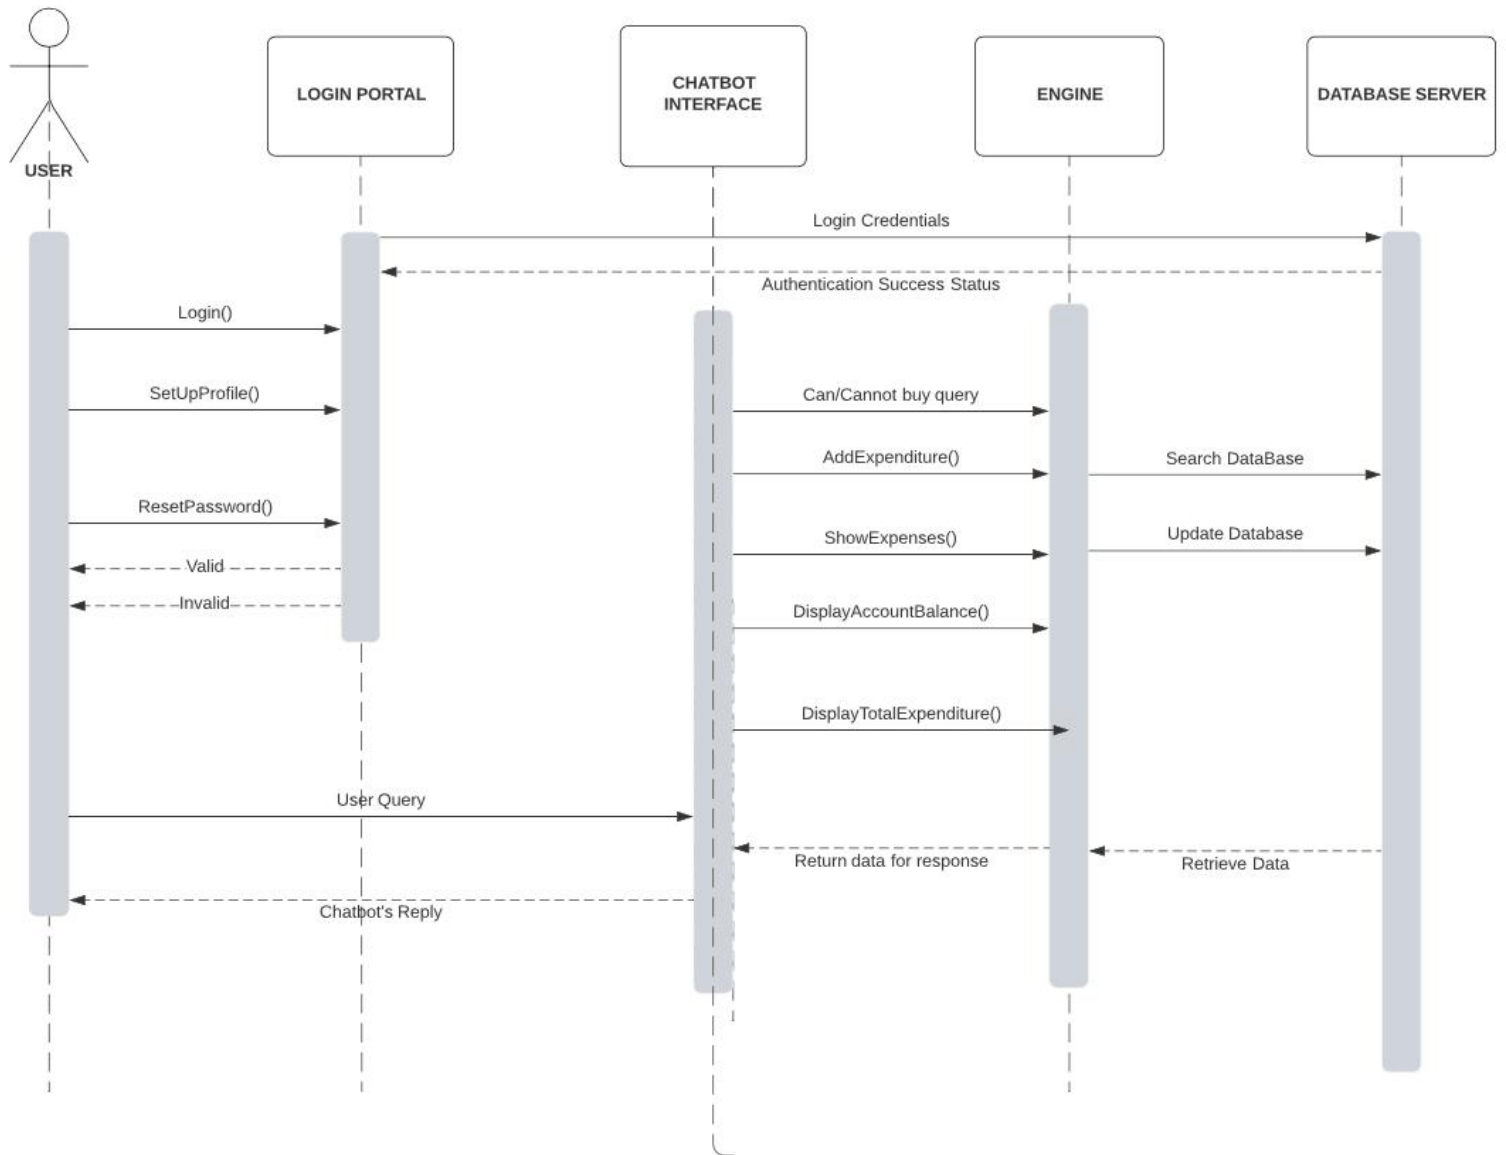 USER
LOGIN PORTAL
CHATBOT
INTERFACE
ENGINE
DATABASE SERVER
Login Credentials
Authentication Success Status
Login()
SetUpProfile()
Can/Cannot buy query
AddExpenditure()
Search DataBase
ResetPassword()
ShowExpenses()
Update Database
Valid
Invalid
DisplayAccountBalance()
DisplayTotalExpenditure()
User Query
Return data for response
Retrieve Data
Chatbot's Reply